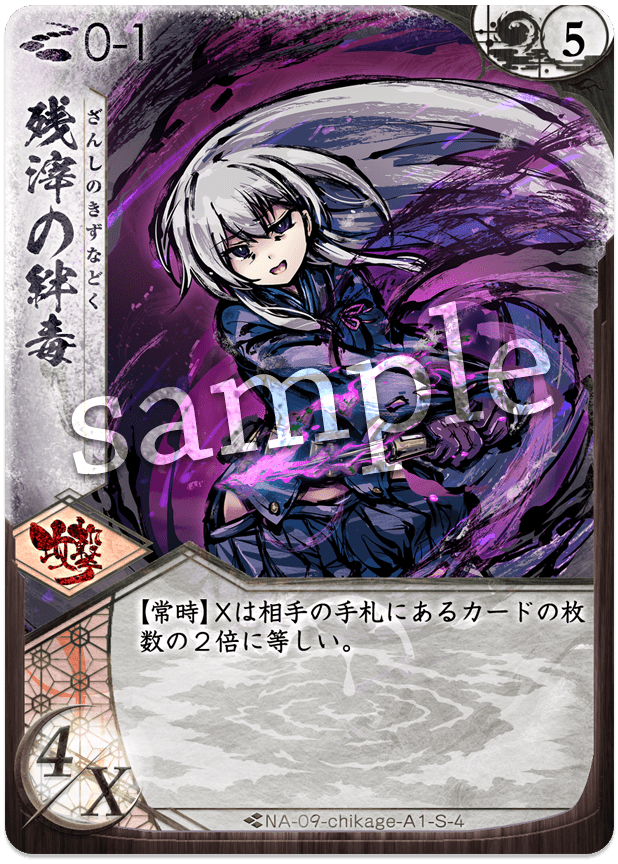 0-1
5
残滓の絆毒
ざんしのきずなどく
sample
攻撃
【常時】Xは相手の手札にあるカードの枚
数の2倍に等しい。
4/X
NA-09-chikage-A1-S-4